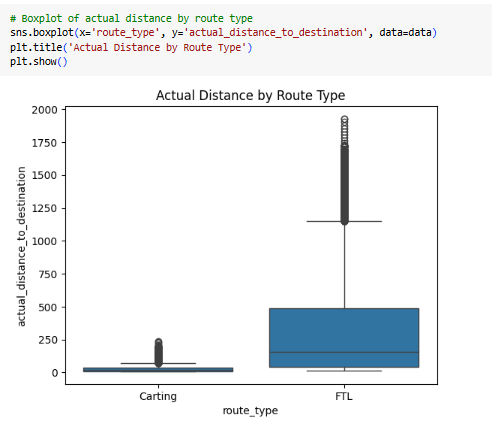 # Boxplot of actual distance by route type
sns.boxplot(x='route_type', y='actual_distance_to_destination', data=data)
plt.title('Actual Distance by Route Type')
plt.show()
Actual Distance by Route Type
2000
1750
1500
1250
1000
750
500
250
0
actual_distance_to_destination
Carting
FTL
route_type